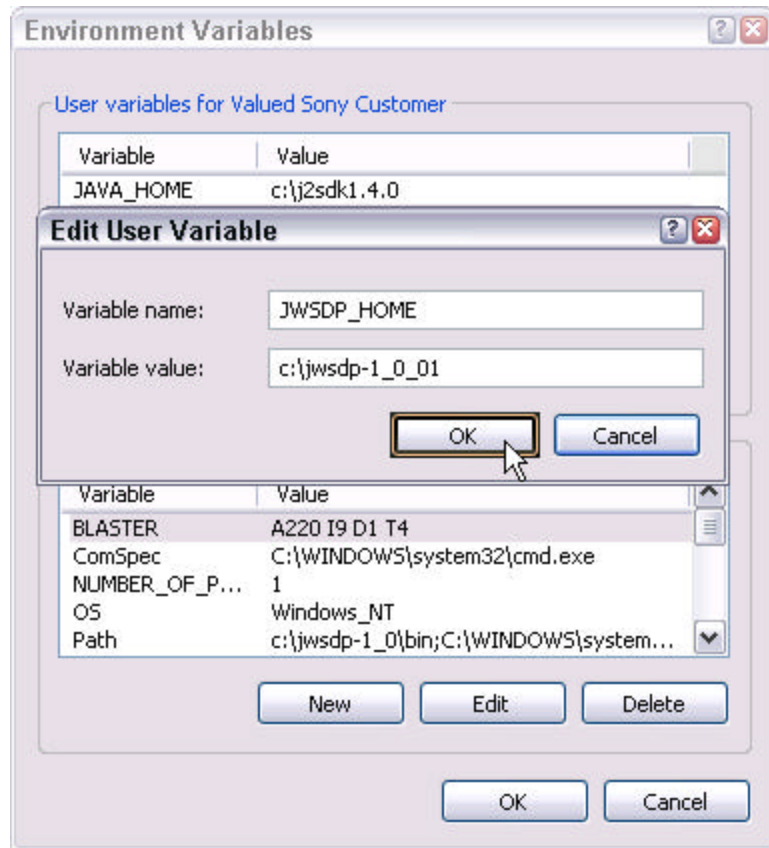 Environment Variables
User variables for Valued Sony Customer
Variable Value
JAVA_HOME c:\j2sdk1.4.0
Edit User Variable
Variable name: JWSDP_HOME
Variable value: c:\jwsdp-1_0_01
OK Cancel
Variable Value
BLASTER A220 I9 D1 T4
ComSpec C:\WINDOWS\system32\cmd.exe
NUMBER_OF_P... 1
OS Windows_NT
Path c:\jwsdp-1_0\bin;C:\WINDOWS\system...
New Edit Delete
OK Cancel